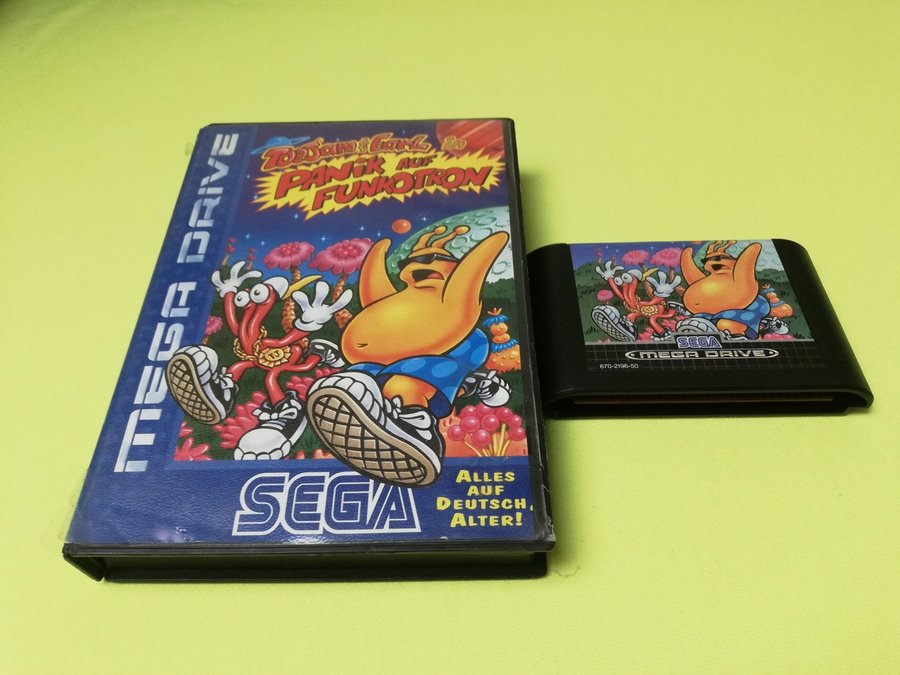 MEGA DRIVE
ToeJam & Earl in
PANiK AUF
FUNKOTRON
SEGA
ALLES
AUF
DEUTSCH,
ALTER!
SEGA
MEGA DRIVE
670-2196-50